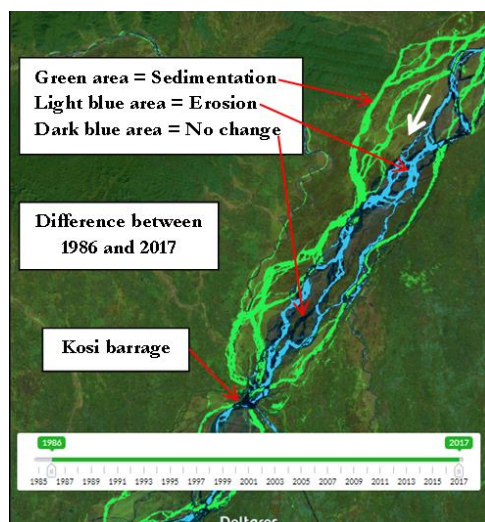 Green area = Sedimentation
Light blue area = Erosion
Dark blue area = No change
Difference between
1986 and 2017
Kosi barrage
1986 2017
1985 1987 1989 1991 1993 1995 1997 1999 2001 2003 2005 2007 2009 2011 2013 2015 2017
Deltares